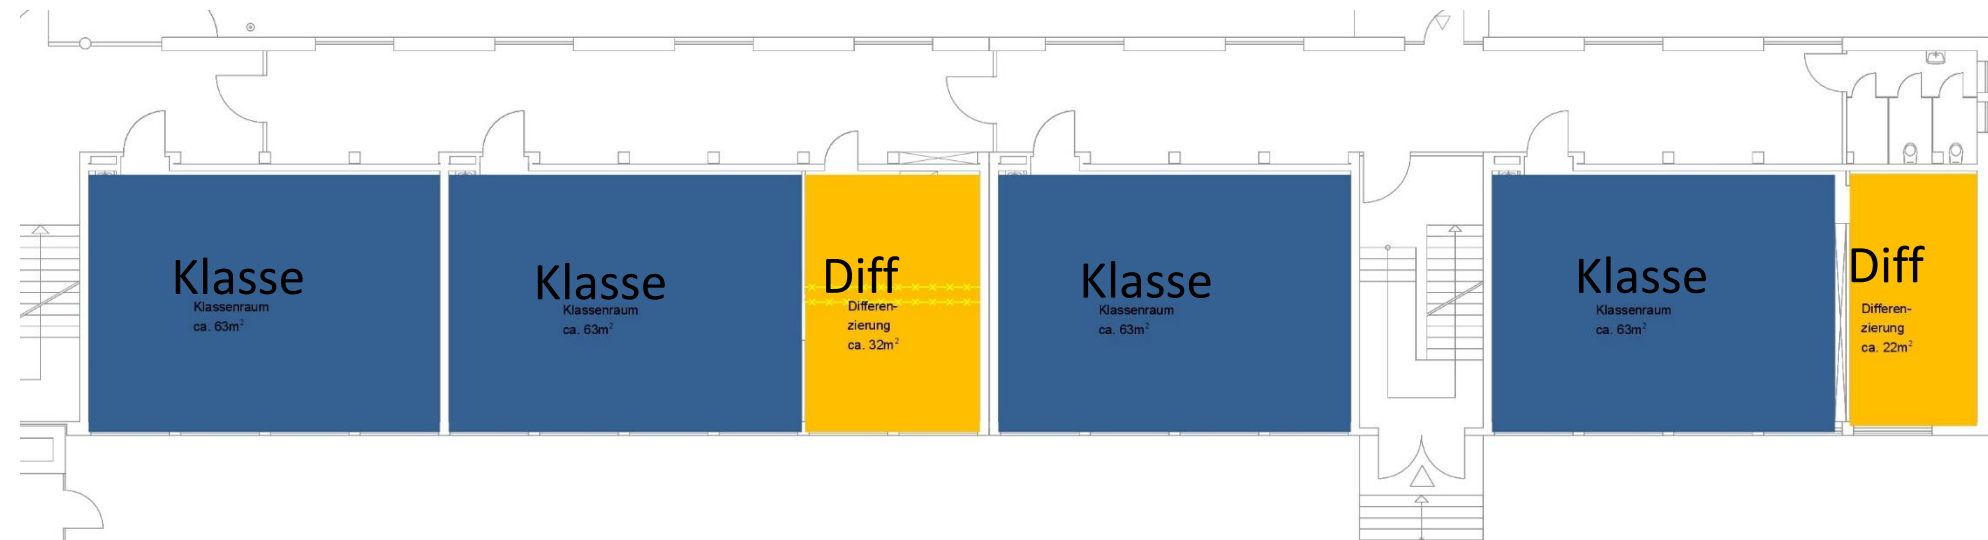 Klasse
Klassenraum
ca. 63m²
Klasse
Klassenraum
ca. 63m²
Diff
Differen-
zierung
ca. 32m²
Klasse
Klassenraum
ca. 63m²
Klasse
Klassenraum
ca. 63m²
Diff
Differen-
zierung
ca. 22m²